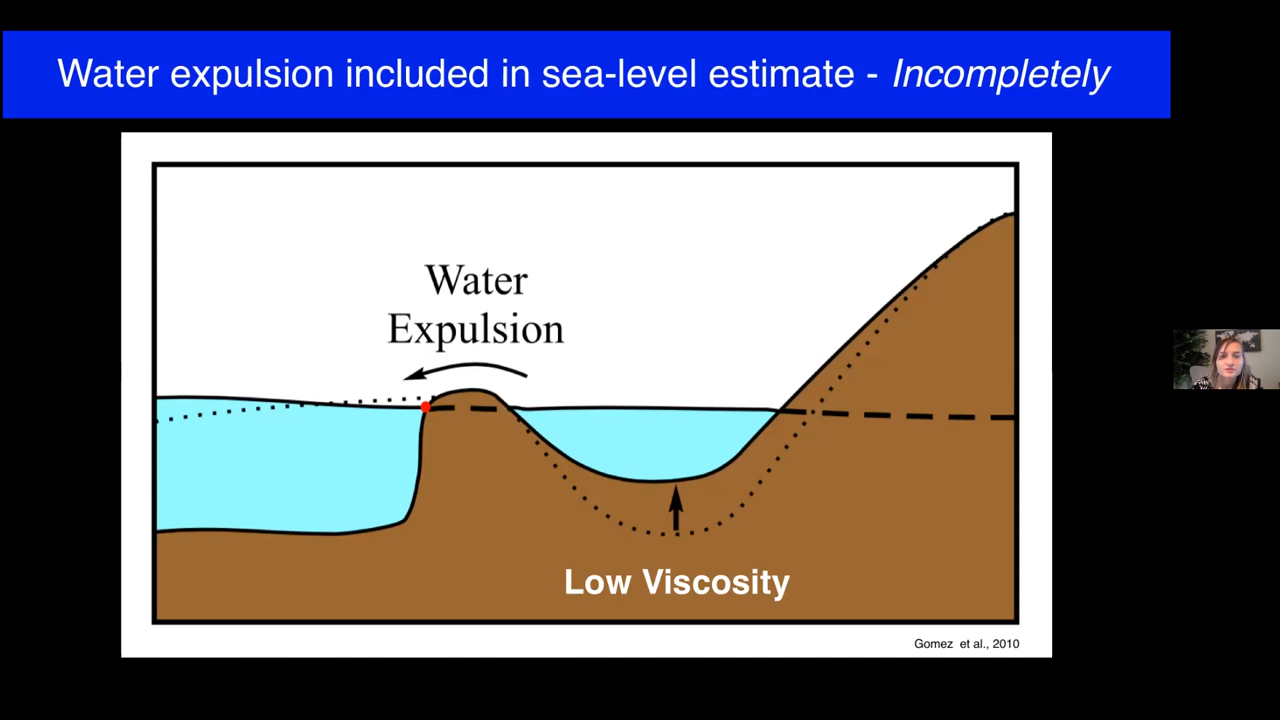 Water expulsion included in sea-level estimate - Incompletely
Water
Expulsion
Low Viscosity
Gomez et al., 2010